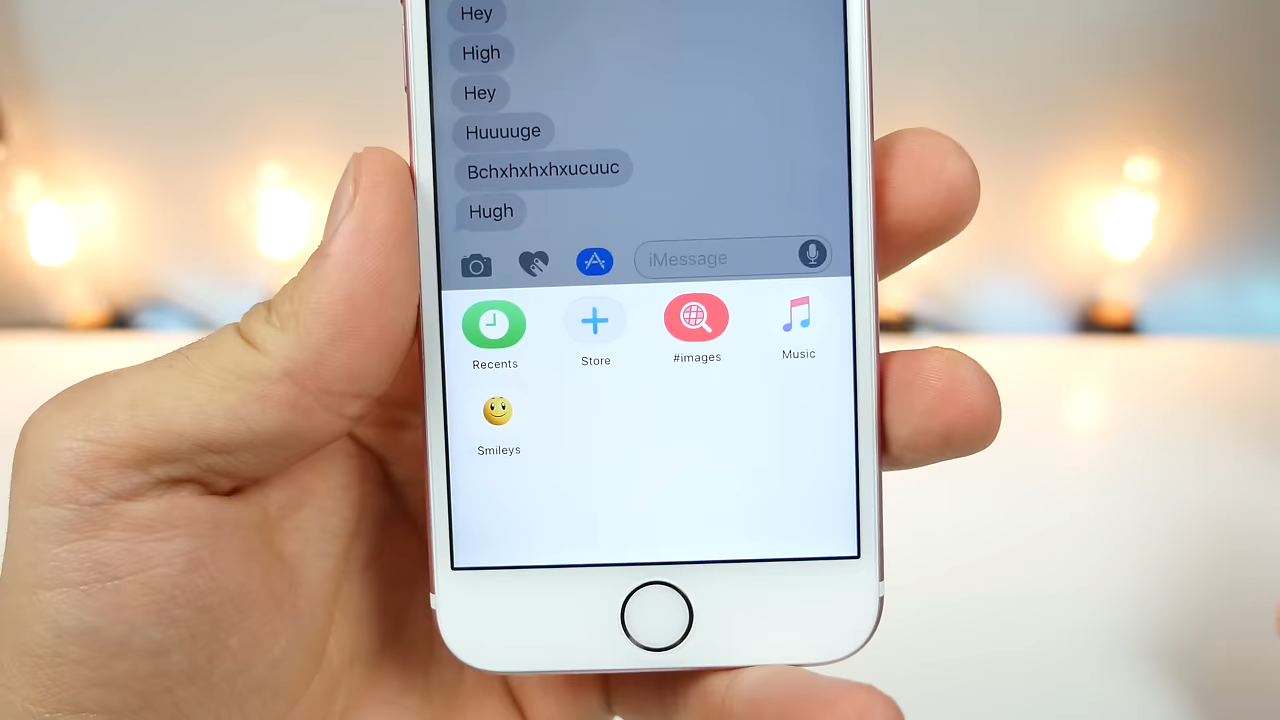 Hey
High
Hey
Huuuuge
Bchxhxhxhxucuuc
Hugh
iMessage
Recents
Store
#images
Music
Smileys